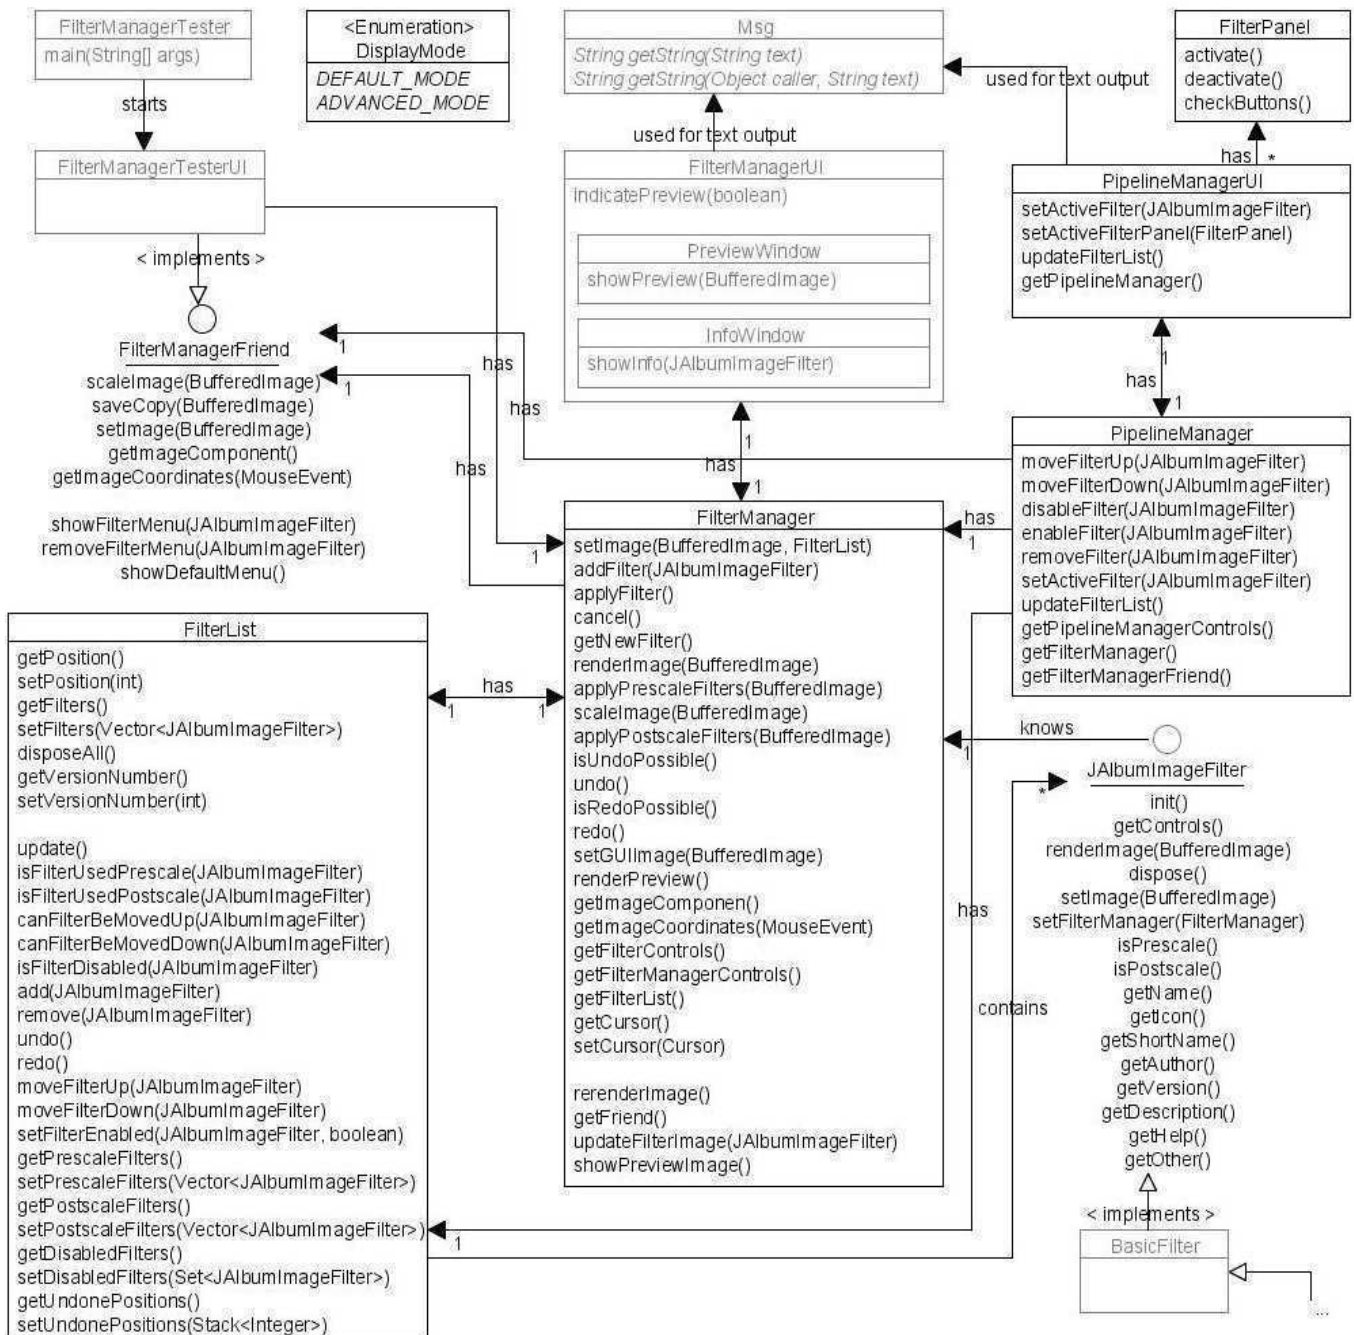 FilterManagerTester
main(String[] args)
starts
FilterManagerTesterUI
< implements >
FilterManagerFriend
scaleImage(BufferedImage)
saveCopy(BufferedImage)
setImage(BufferedImage)
getImageComponent()
getImageCoordinates(MouseEvent)
showFilterMenu(JAlbumImageFilter)
removeFilterMenu(JAlbumImageFilter)
showDefaultMenu()
<Enumeration>
DisplayMode
DEFAULT_MODE
ADVANCED_MODE
Msg
String getString(String text)
String getString(Object caller, String text)
used for text output
FilterManagerUI
indicatePreview(boolean)
PreviewWindow
showPreview(BufferedImage)
InfoWindow
showInfo(JAlbumImageFilter)
used for text output
FilterPanel
activate()
deactivate()
checkButtons()
has *
PipelineManagerUI
setActiveFilter(JAlbumImageFilter)
setActiveFilterPanel(FilterPanel)
updateFilterList()
getPipelineManager()
1
has
1
PipelineManager
moveFilterUp(JAlbumImageFilter)
moveFilterDown(JAlbumImageFilter)
disableFilter(JAlbumImageFilter)
enableFilter(JAlbumImageFilter)
removeFilter(JAlbumImageFilter)
setActiveFilter(JAlbumImageFilter)
updateFilterList()
getPipelineManagerControls()
getFilterManager()
getFilterManagerFriend()
1
has
1
has
has
1
has
1
1
has
1
FilterManager
setImage(BufferedImage, FilterList)
addFilter(JAlbumImageFilter)
applyFilter()
cancel()
getNewFilter()
renderImage(BufferedImage)
applyPrescaleFilters(BufferedImage)
scaleImage(BufferedImage)
applyPostscaleFilters(BufferedImage)
isUndoPossible()
undo()
isRedoPossible()
redo()
setGUIImage(BufferedImage)
renderPreview()
getImageComponen()
getImageCoordinates(MouseEvent)
getFilterControls()
getFilterManagerControls()
getFilterList()
getCursor()
setCursor(Cursor)
rerenderImage()
getFriend()
updateFilterImage(JAlbumImageFilter)
showPreviewImage()
has
1
FilterList
getPosition()
setPosition(int)
getFilters()
setFilters(Vector<JAlbumImageFilter>)
disposeAll()
getVersionNumber()
setVersionNumber(int)
update()
isFilterUsedPrescale(JAlbumImageFilter)
isFilterUsedPostscale(JAlbumImageFilter)
canFilterBeMovedUp(JAlbumImageFilter)
canFilterBeMovedDown(JAlbumImageFilter)
isFilterDisabled(JAlbumImageFilter)
add(JAlbumImageFilter)
remove(JAlbumImageFilter)
undo()
redo()
moveFilterUp(JAlbumImageFilter)
moveFilterDown(JAlbumImageFilter)
setFilterEnabled(JAlbumImageFilter, boolean)
getPrescaleFilters()
setPrescaleFilters(Vector<JAlbumImageFilter>)
getPostscaleFilters()
setPostscaleFilters(Vector<JAlbumImageFilter>)
getDisabledFilters()
setDisabledFilters(Set<JAlbumImageFilter>)
getUndonePositions()
setUndonePositions(Stack<Integer>)
has
1 1
1
has
contains
knows
1
*
JAlbumImageFilter
init()
getControls()
renderImage(BufferedImage)
dispose()
setImage(BufferedImage)
setFilterManager(FilterManager)
isPrescale()
isPostscale()
getName()
getIcon()
getShortName()
getAuthor()
getVersion()
getDescription()
getHelp()
getOther()
< implements >
BasicFilter
...